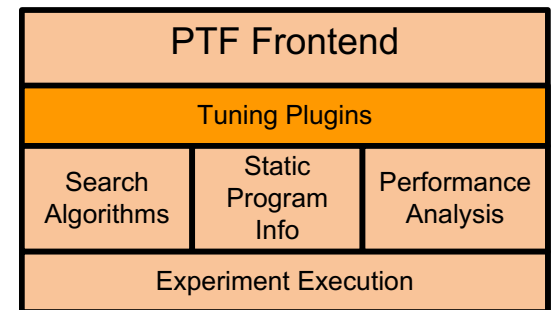 PTF Frontend
Tuning Plugins
Search
Algorithms
Static
Program
Info
Performance
Analysis
Experiment Execution